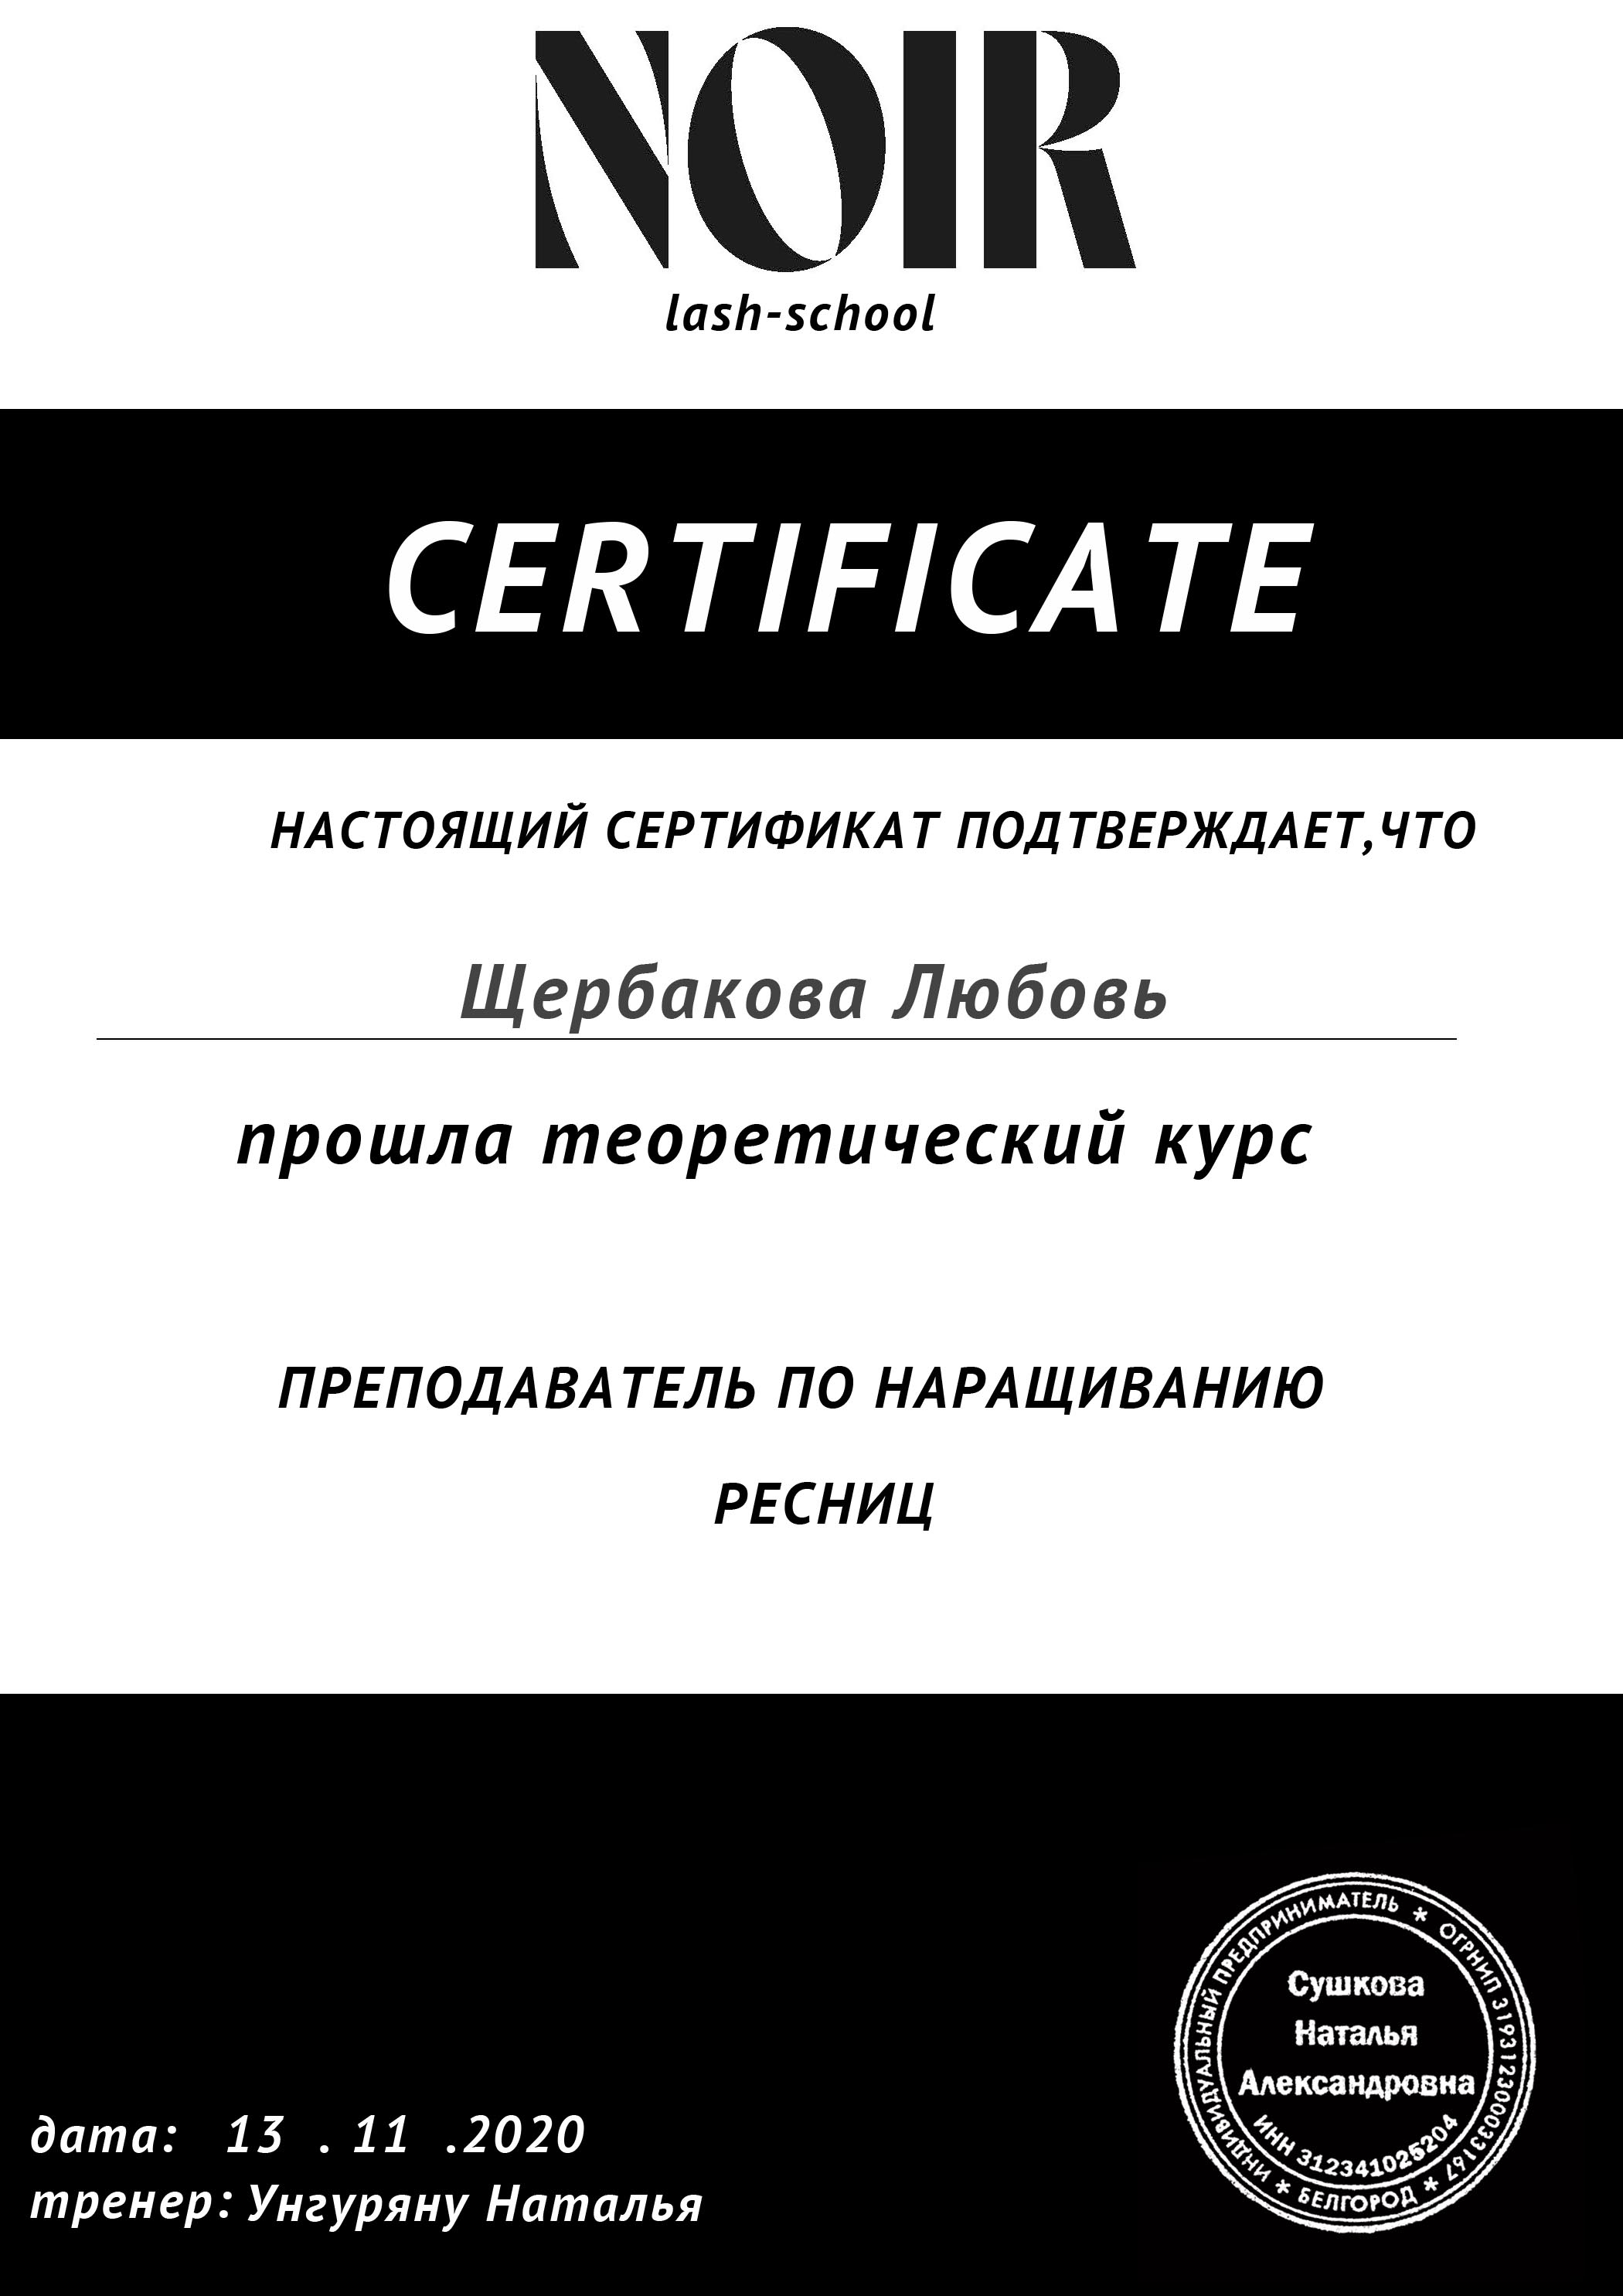 NOIR
lash-school
CERTIFICATE
НАСТОЯЩИЙ СЕРТИФИКАТ ПОДТВЕРЖДАЕТ,ЧТО
Щербакова Любовь
прошла теоретический курс
ПРЕПОДАВАТЕЛЬ ПО НАРАЩИВАНИЮ
РЕСНИЦ
ИНДИВИДУАЛЬНЫЙ ПРЕДПРИНИМАТЕЛЬ * ОГРНИП 319312300033167 * БЕЛГОРОД *
Сушкова
Наталья
Александровна
ИНН 312341025204
дата: 13 . 11 .2020
тренер: Унгуряну Наталья